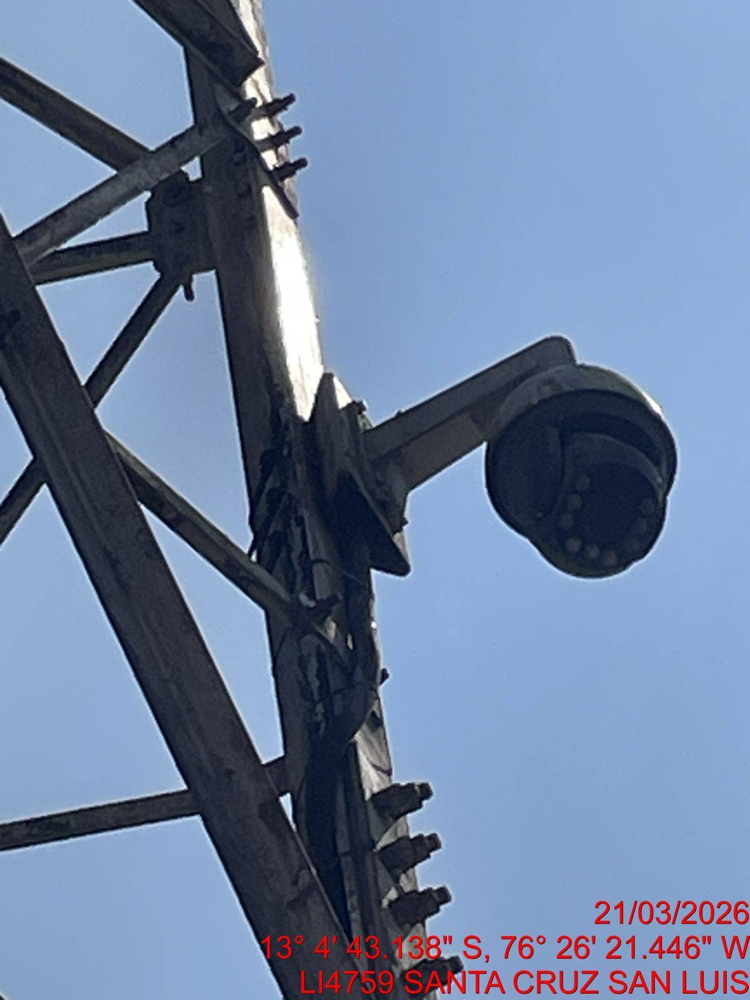 21/03/2026
13° 4' 43.138" S, 76° 26' 21.446" W
LI4759 SANTA CRUZ SAN LUIS